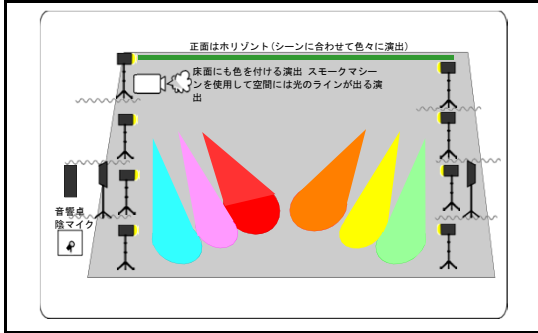 正面はホリゾント(シーンに合わせて色々に演出)
床面にも色を付ける演出 スモークマシー
ンを使用して空間には光のラインが出る演
出
音響卓
陰マイク